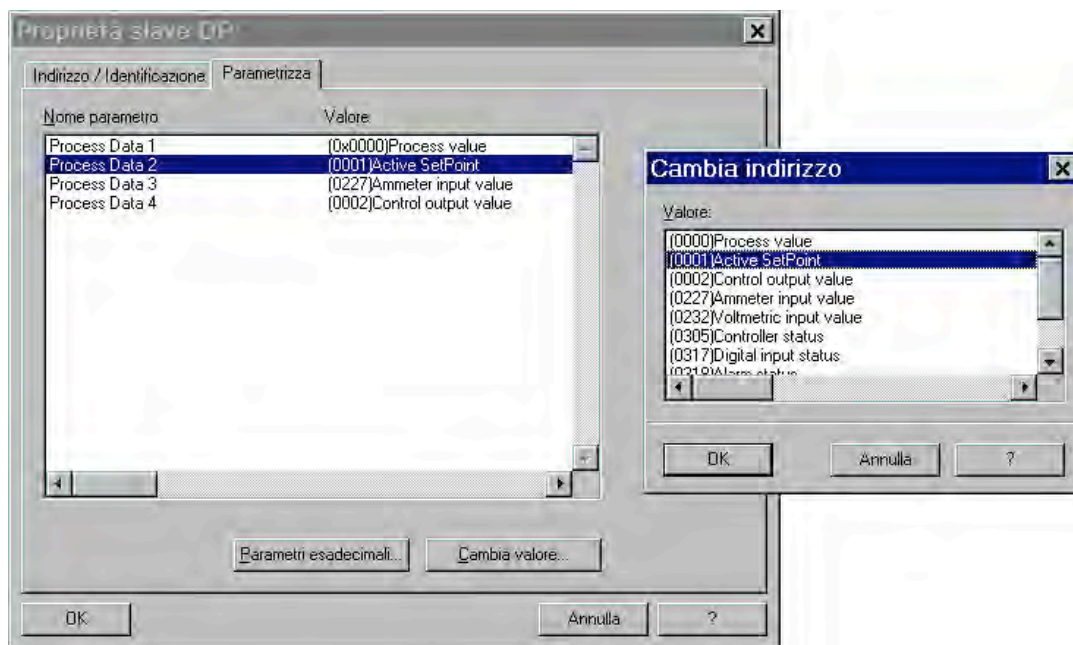 Proprietà slave DP
Indirizzo / Identificazione Parametrizza
Nome parametro Valore
Process Data 1 (0x0000)Process value
Process Data 2 (0001)Active SetPoint
Process Data 3 (0227)Ammeter input value
Process Data 4 (0002)Control output value
Parametri esadecimali... Cambia valore...
OK Annulla ?
Cambia indirizzo
Valore:
(0000)Process value
(0001)Active SetPoint
(0002)Control output value
(0227)Ammeter input value
(0232)Voltmetric input value
(0305)Controller status
(0317)Digital input status
(0318)Alarm status
OK Annulla ?